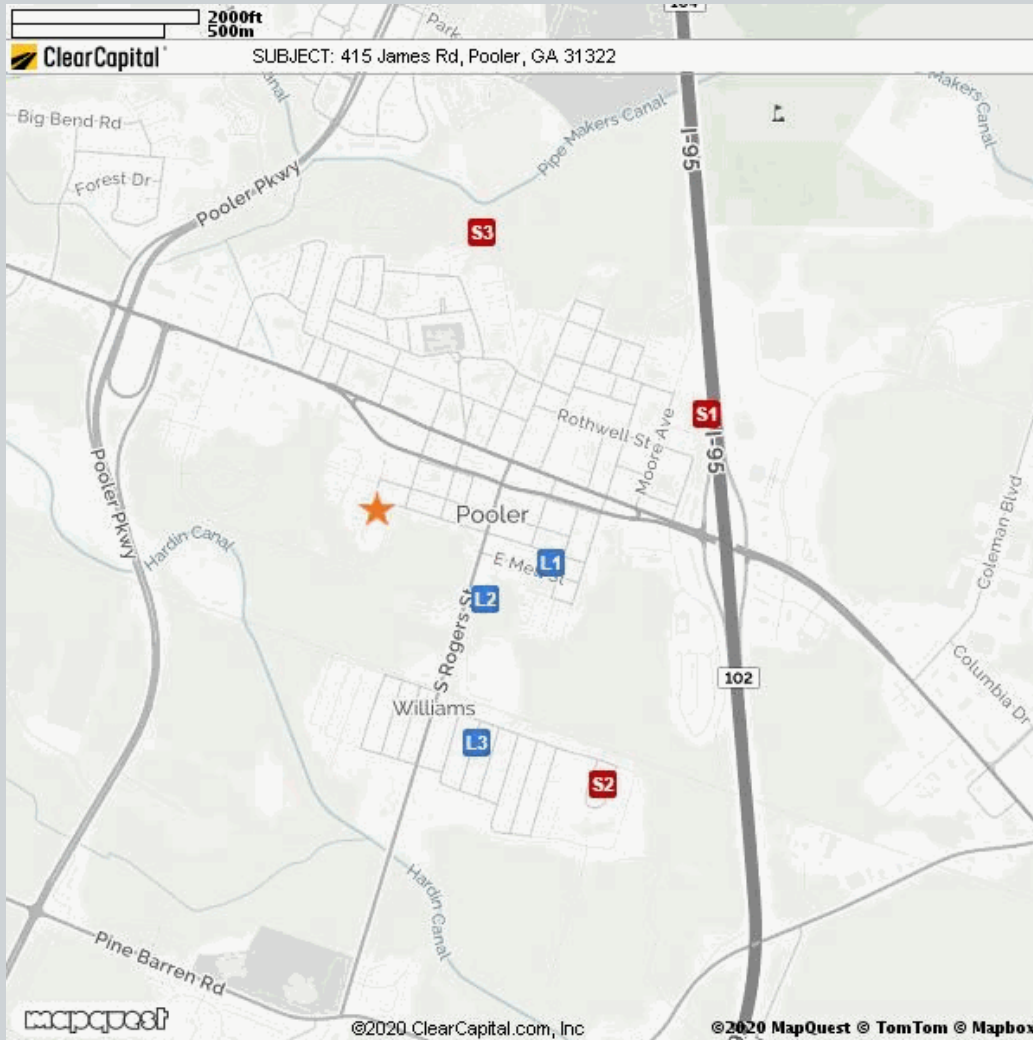 2000ft
500m
ClearCapital
SUBJECT: 415 James Rd, Pooler, GA 31322
Park
Canal
Makers Canal
Big Bend Rd
Pipe Makers Canal
I-95
Forest Dr
Pooler Pkwy
S3
Rothwell St
Moore Ave
S1
I-95
Pooler Pkwy
Pooler
Coleman Blvd
Hardin Canal
L1
E Mell St
L2
S Rogers St
102
Columbia Dr
Williams
L3
S2
Hardin Canal
Pine Barren Rd
mapquest
©2020 ClearCapital.com, Inc
©2020 MapQuest © TomTom © Mapbox